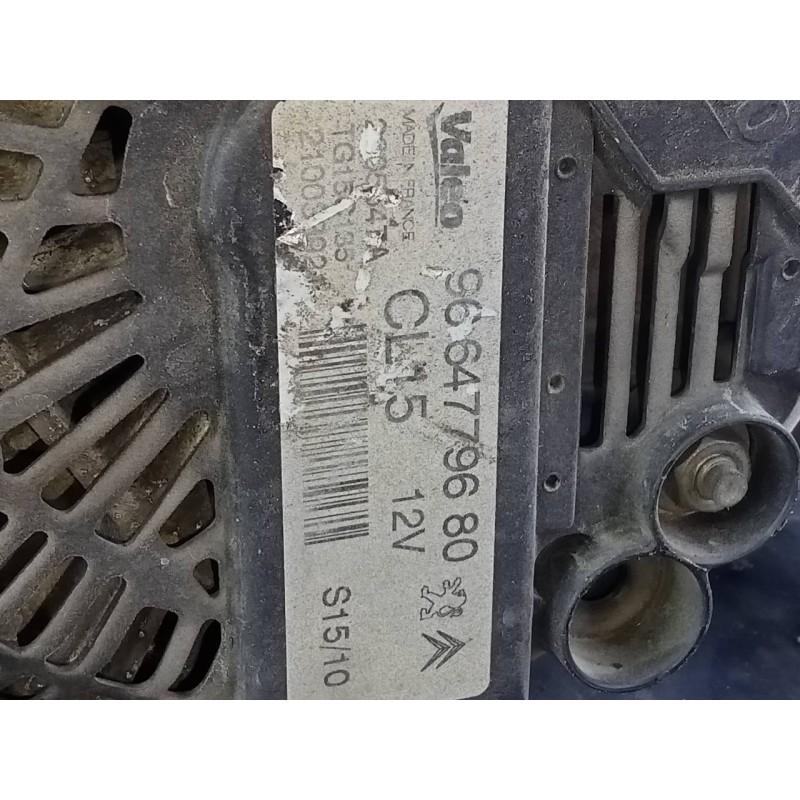 Valeo
MADE IN FRANCE
96 647796 80
CL15 12V
S15/10